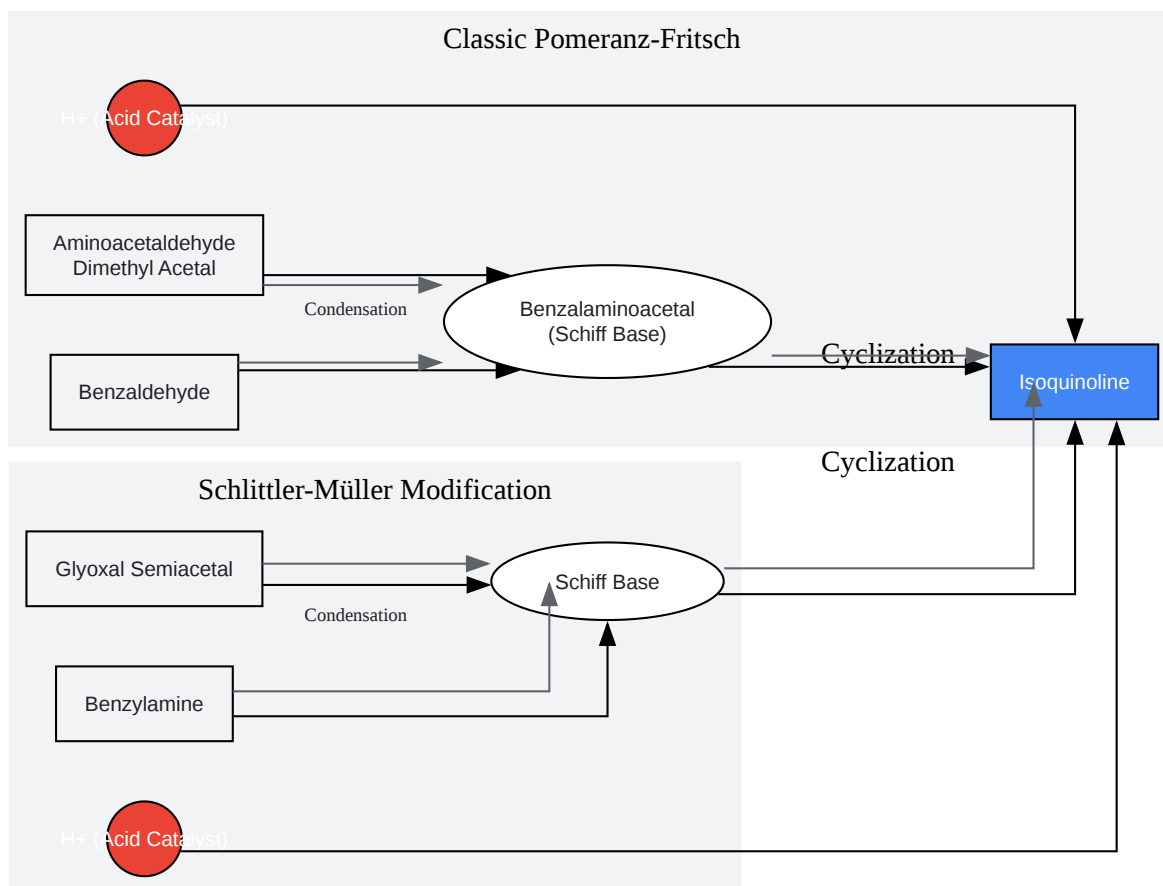 Classic Pomeranz-Fritsch
H+ (Acid Catalyst)
Aminoacetaldehyde
Dimethyl Acetal
Condensation
Benzalaminoacetal
(Schiff Base)
Cyclization
Isoquinoline
Benzaldehyde
Cyclization
Schlittler-Müller Modification
Glyoxal Semiacetal
Schiff Base
Condensation
Benzylamine
H+ (Acid Catalyst)